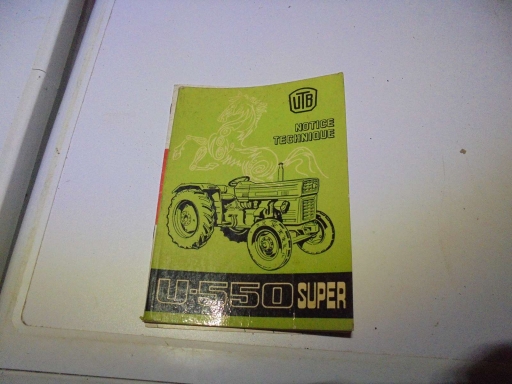 UTB
NOTICE
TECHNIQUE
U-550 SUPER